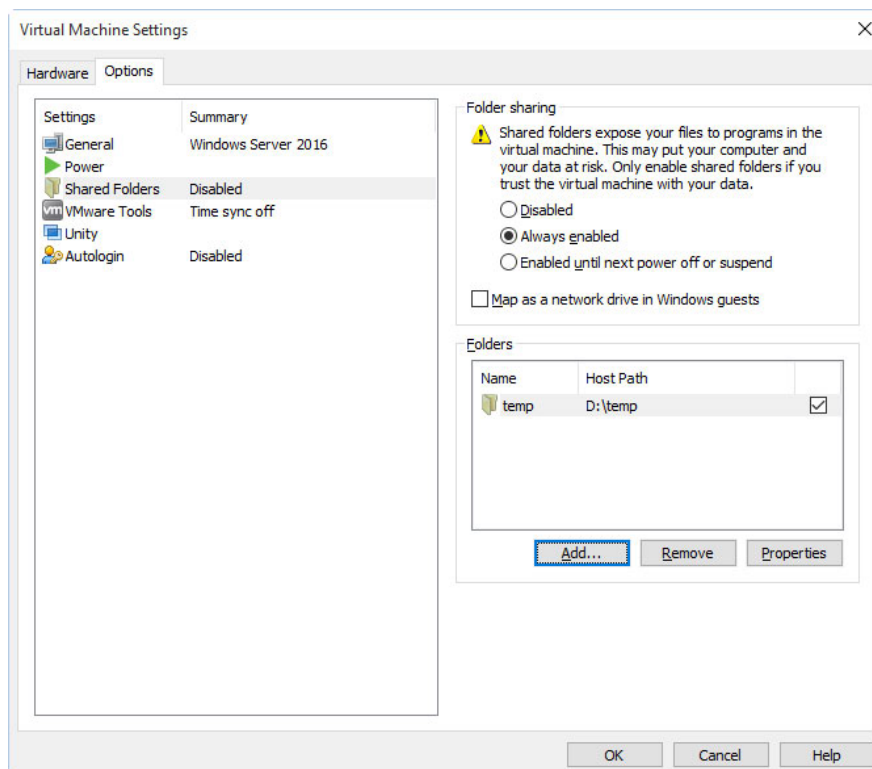 Virtual Machine Settings
Hardware Options
Settings Summary
General Windows Server 2016
Power
Shared Folders Disabled
vm VMware Tools Time sync off
Unity
Autologin Disabled
Folder sharing
Shared folders expose your files to programs in the
virtual machine. This may put your computer and
your data at risk. Only enable shared folders if you
trust the virtual machine with your data.
Disabled
Always enabled
Enabled until next power off or suspend
Map as a network drive in Windows guests
Folders
Name Host Path
temp D:\temp
Add... Remove Properties
OK Cancel Help